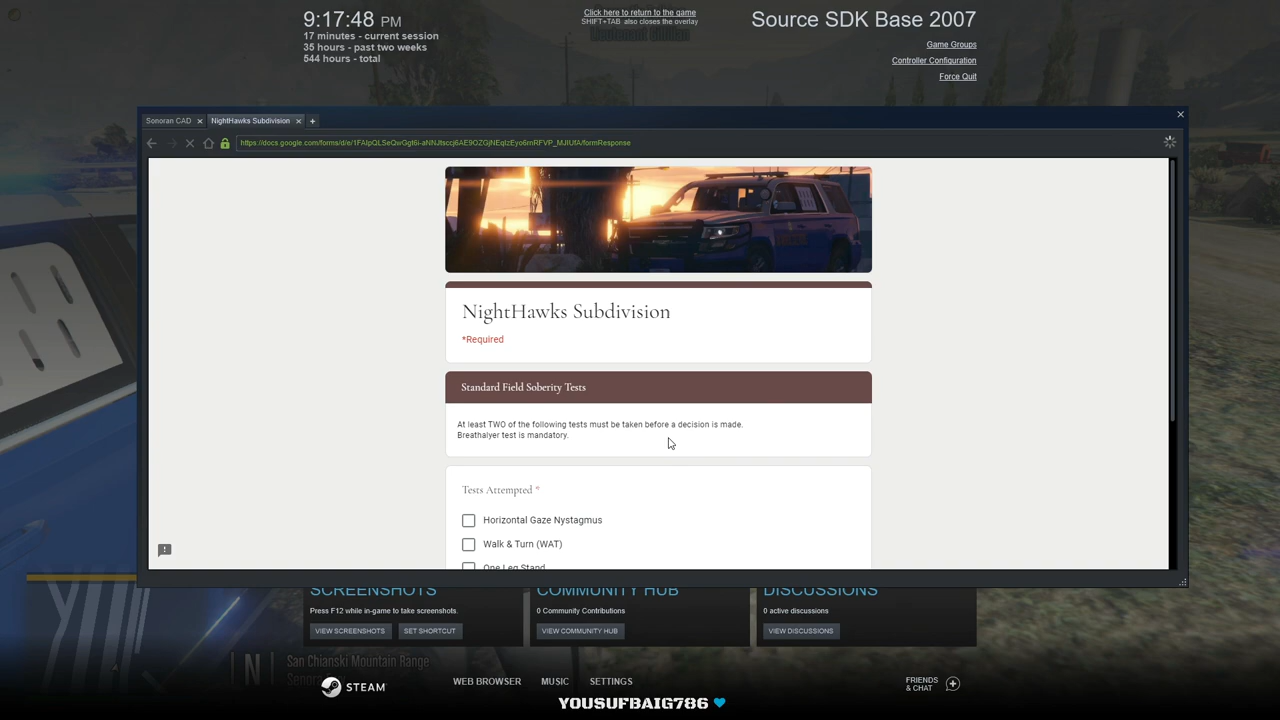 9:17:48 PM
17 minutes - current session
35 hours - past two weeks
544 hours - total
Click here to return to the game
SHIFT+TAB also closes the overlay
Source SDK Base 2007
Game Groups
Controller Configuration
Force Quit
Sonoran CAD
NightHawks Subdivision
NightHawks Subdivision
*Required
Standard Field Soberity Tests
At least TWO of the following tests must be taken before a decision is made.
Breathalyer test is mandatory.
Tests Attempted *
Horizontal Gaze Nystagmus
Walk & Turn (WAT)
One Leg Stand
SCREENSHOTS
Press F12 while in-game to take screenshots.
VIEW SCREENSHOTS
SET SHORTCUT
COMMUNITY HUB
0 Community Contributions
VIEW COMMUNITY HUB
DISCUSSIONS
0 active discussions
VIEW DISCUSSIONS
N
San Chianski Mountain Range
STEAM
WEB BROWSER
MUSIC
SETTINGS
FRIENDS
& CHAT
YOUSUFBAIG786